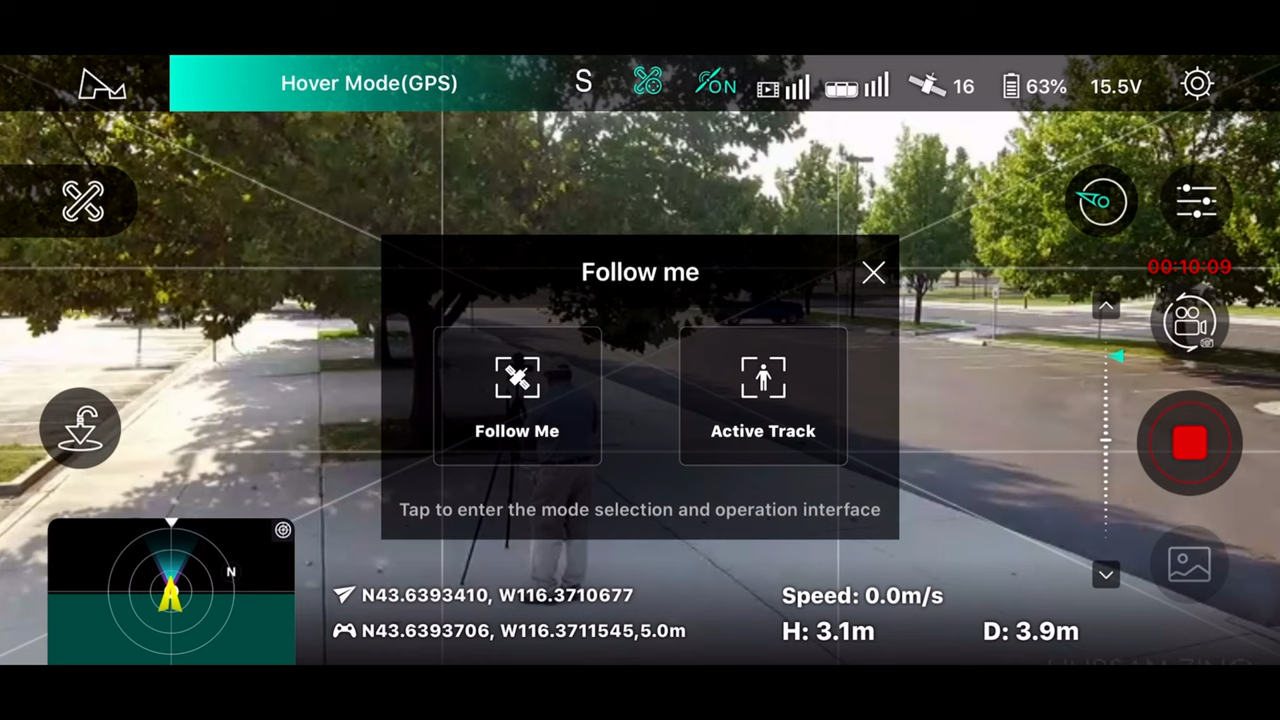 Hover Mode(GPS)
S
ON
16
63%
15.5V
Follow me
00:10:09
Follow Me
Active Track
Tap to enter the mode selection and operation interface
N
N43.6393410, W116.3710677
Speed: 0.0m/s
N43.6393706, W116.3711545,5.0m
H: 3.1m
D: 3.9m